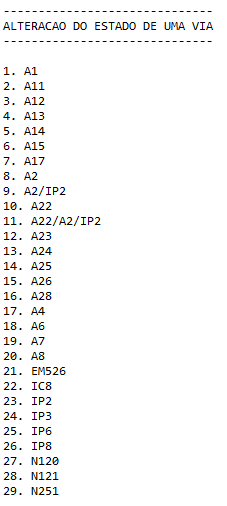 ------------------------------
ALTERACAO DO ESTADO DE UMA VIA
------------------------------
1. A1
2. A11
3. A12
4. A13
5. A14
6. A15
7. A17
8. A2
9. A2/IP2
10. A22
11. A22/A2/IP2
12. A23
13. A24
14. A25
15. A26
16. A28
17. A4
18. A6
19. A7
20. A8
21. EM526
22. IC8
23. IP2
24. IP3
25. IP6
26. IP8
27. N120
28. N121
29. N251